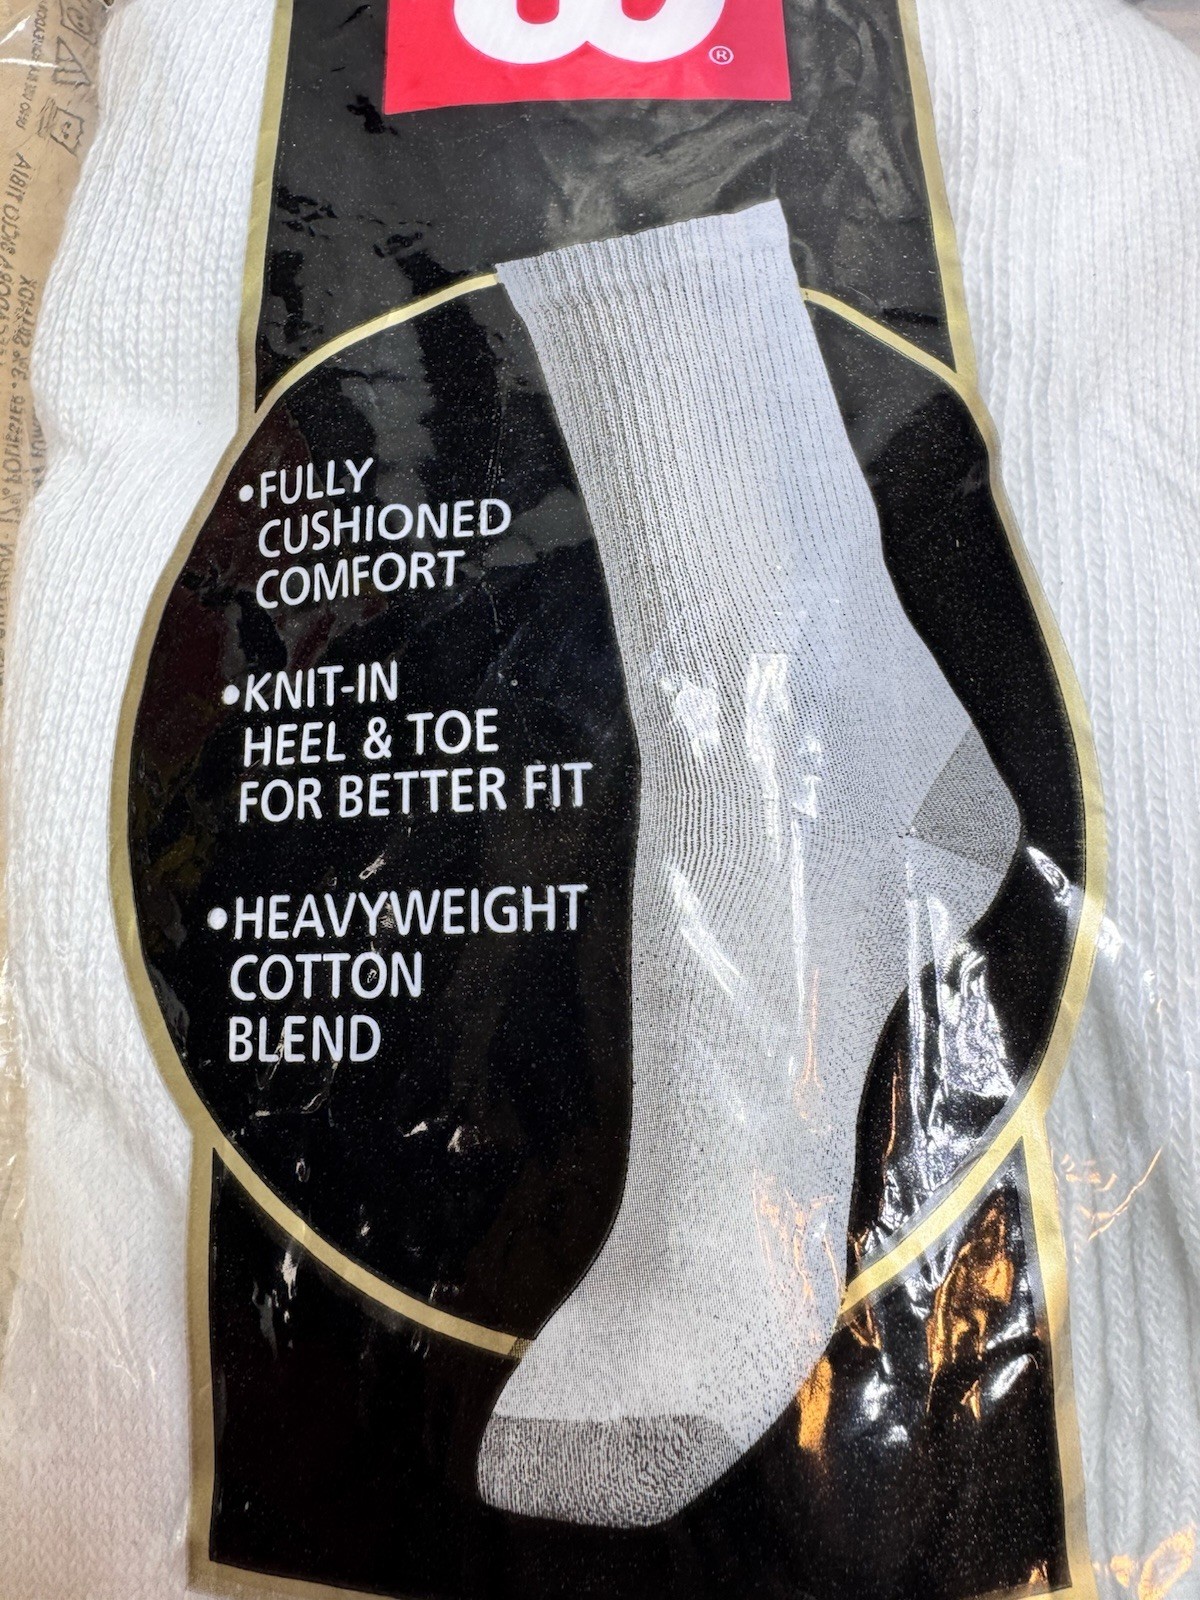 ®
•FULLY
CUSHIONED
COMFORT
•KNIT-IN
HEEL & TOE
FOR BETTER FIT
•HEAVYWEIGHT
COTTON
BLEND